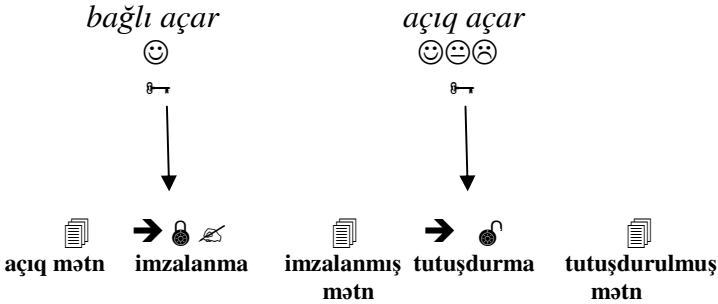 bağlı açar açıq açar
açıq mətn imzalanma imzalanmış tutuşdurma tutuşdurulmuş
mətn mətn